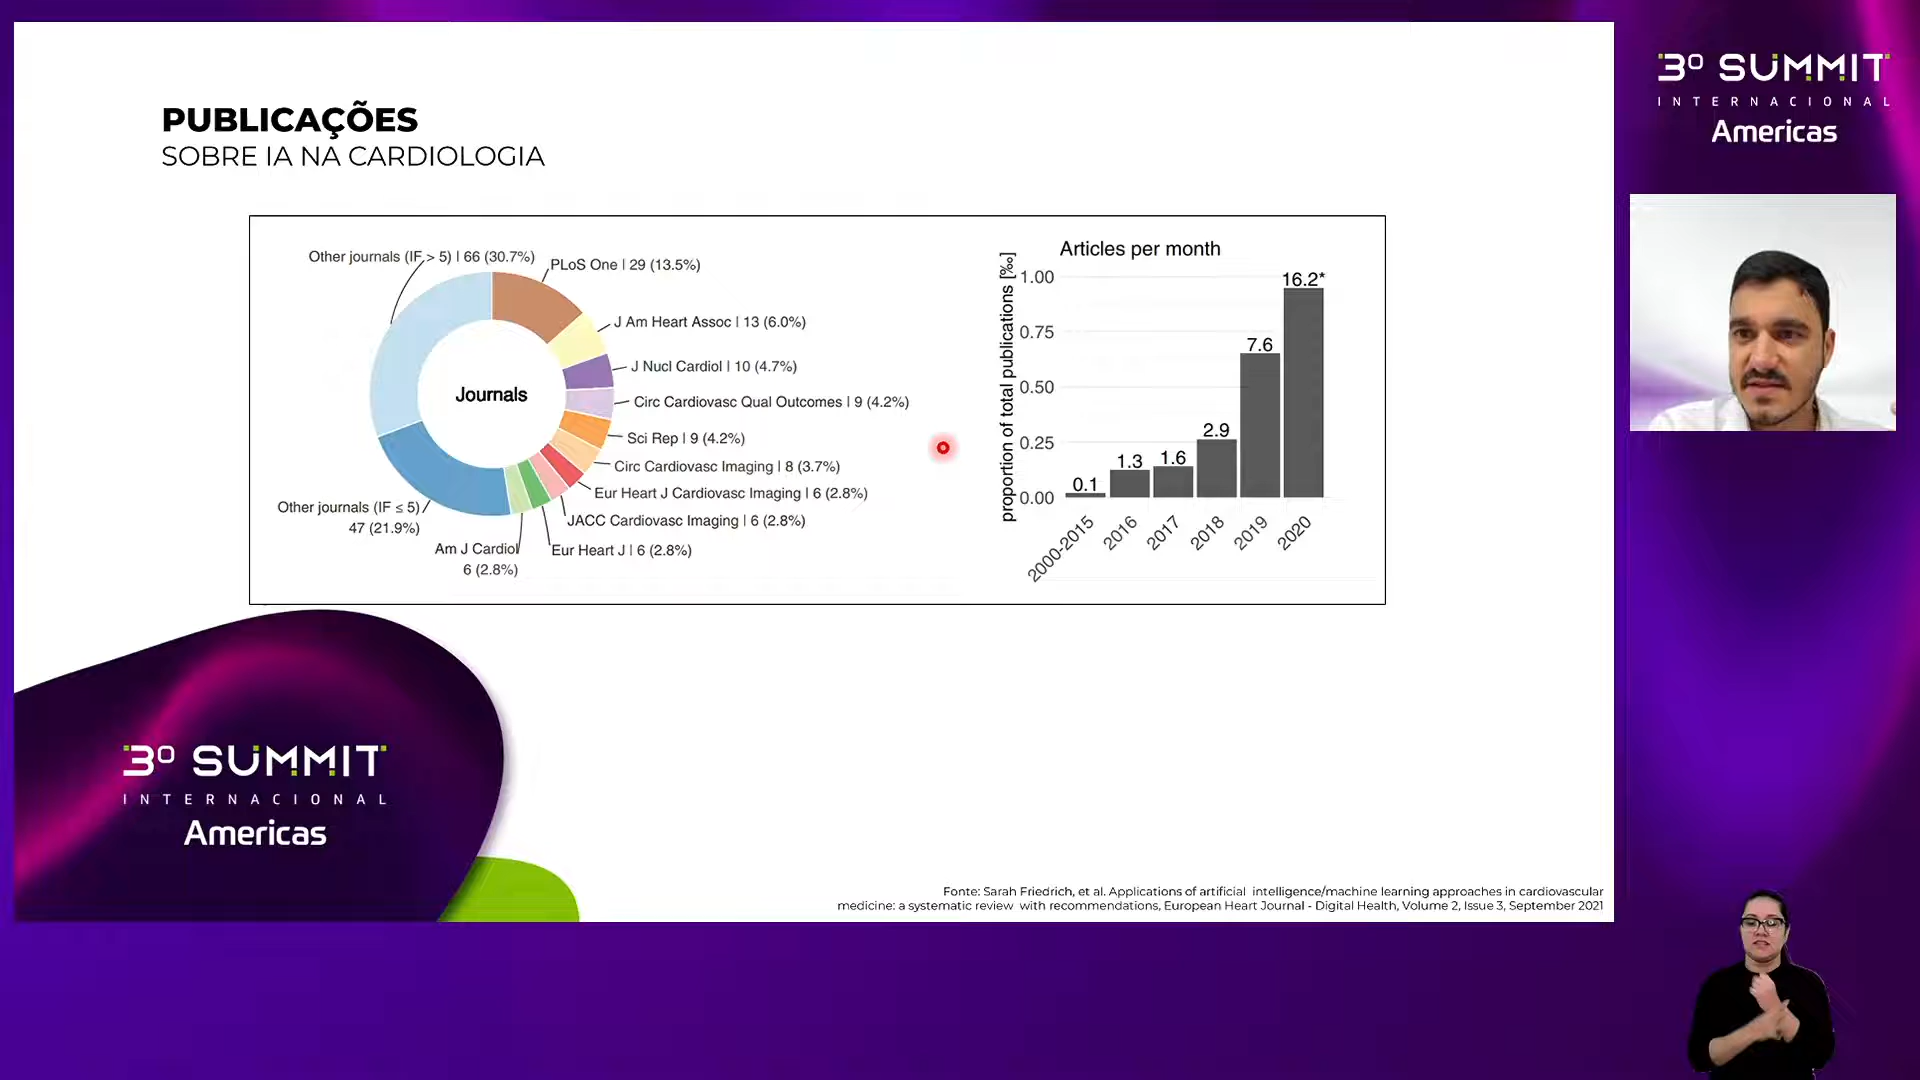 PUBLICAÇÕES
SOBRE IA NA CARDIOLOGIA
Other journals (IF > 5) | 66 (30.7%)
PLoS One | 29 (13.5%)
J Am Heart Assoc | 13 (6.0%)
J Nucl Cardiol | 10 (4.7%)
Circ Cardiovasc Qual Outcomes | 9 (4.2%)
Sci Rep | 9 (4.2%)
Circ Cardiovasc Imaging | 8 (3.7%)
Eur Heart J Cardiovasc Imaging | 6 (2.8%)
JACC Cardiovasc Imaging | 6 (2.8%)
Eur Heart J | 6 (2.8%)
Am J Cardiol
6 (2.8%)
Other journals (IF ≤ 5)
47 (21.9%)
Journals
Articles per month
proportion of total publications [‰]
1.00
0.75
0.50
0.25
0.00
0.1
1.3
1.6
2.9
7.6
16.2*
2000-2015
2016
2017
2018
2019
2020
3º SUMMIT
INTERNACIONAL
Americas
Fonte: Sarah Friedrich, et al. Applications of artificial intelligence/machine learning approaches in cardiovascular
medicine: a systematic review with recommendations, European Heart Journal - Digital Health, Volume 2, Issue 3, September 2021
3º SUMMIT
INTERNACIONAL
Americas